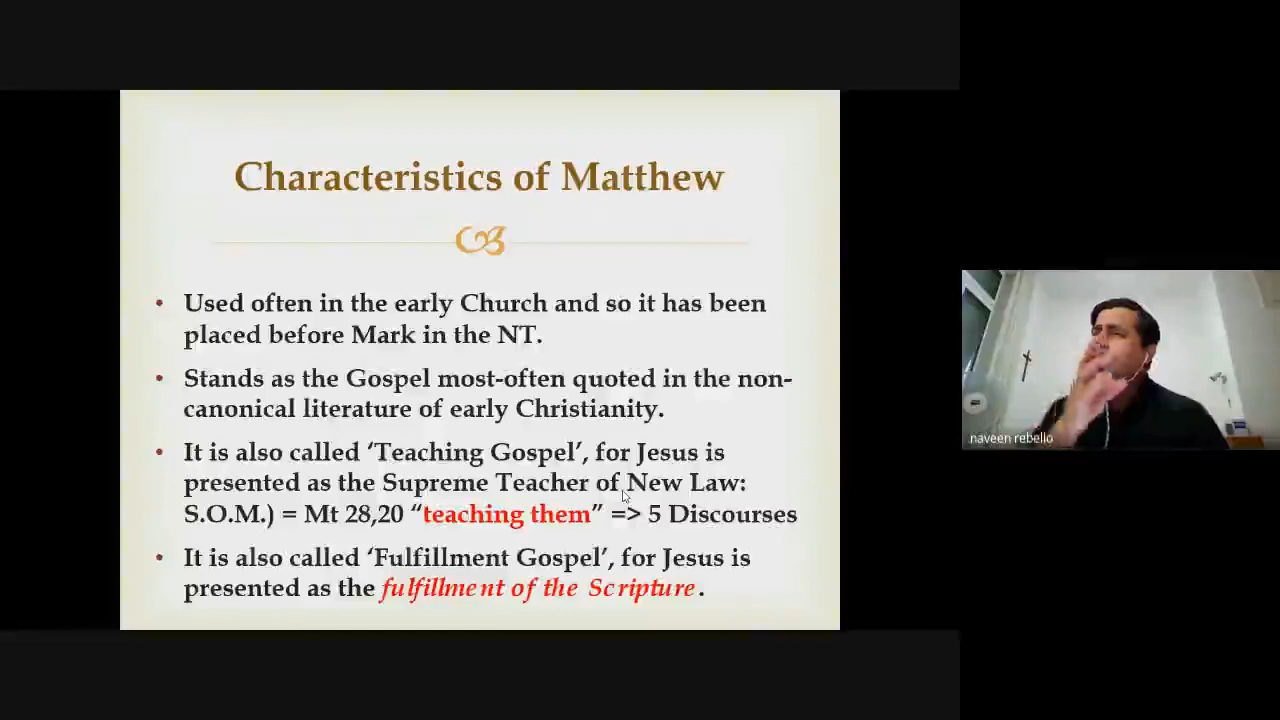 Characteristics of Matthew
• Used often in the early Church and so it has been
placed before Mark in the NT.
• Stands as the Gospel most-often quoted in the non-
canonical literature of early Christianity.
• It is also called ‘Teaching Gospel’, for Jesus is
presented as the Supreme Teacher of New Law:
S.O.M.) = Mt 28,20 “teaching them” => 5 Discourses
• It is also called ‘Fulfillment Gospel’, for Jesus is
presented as the fulfillment of the Scripture.
naveen rebello